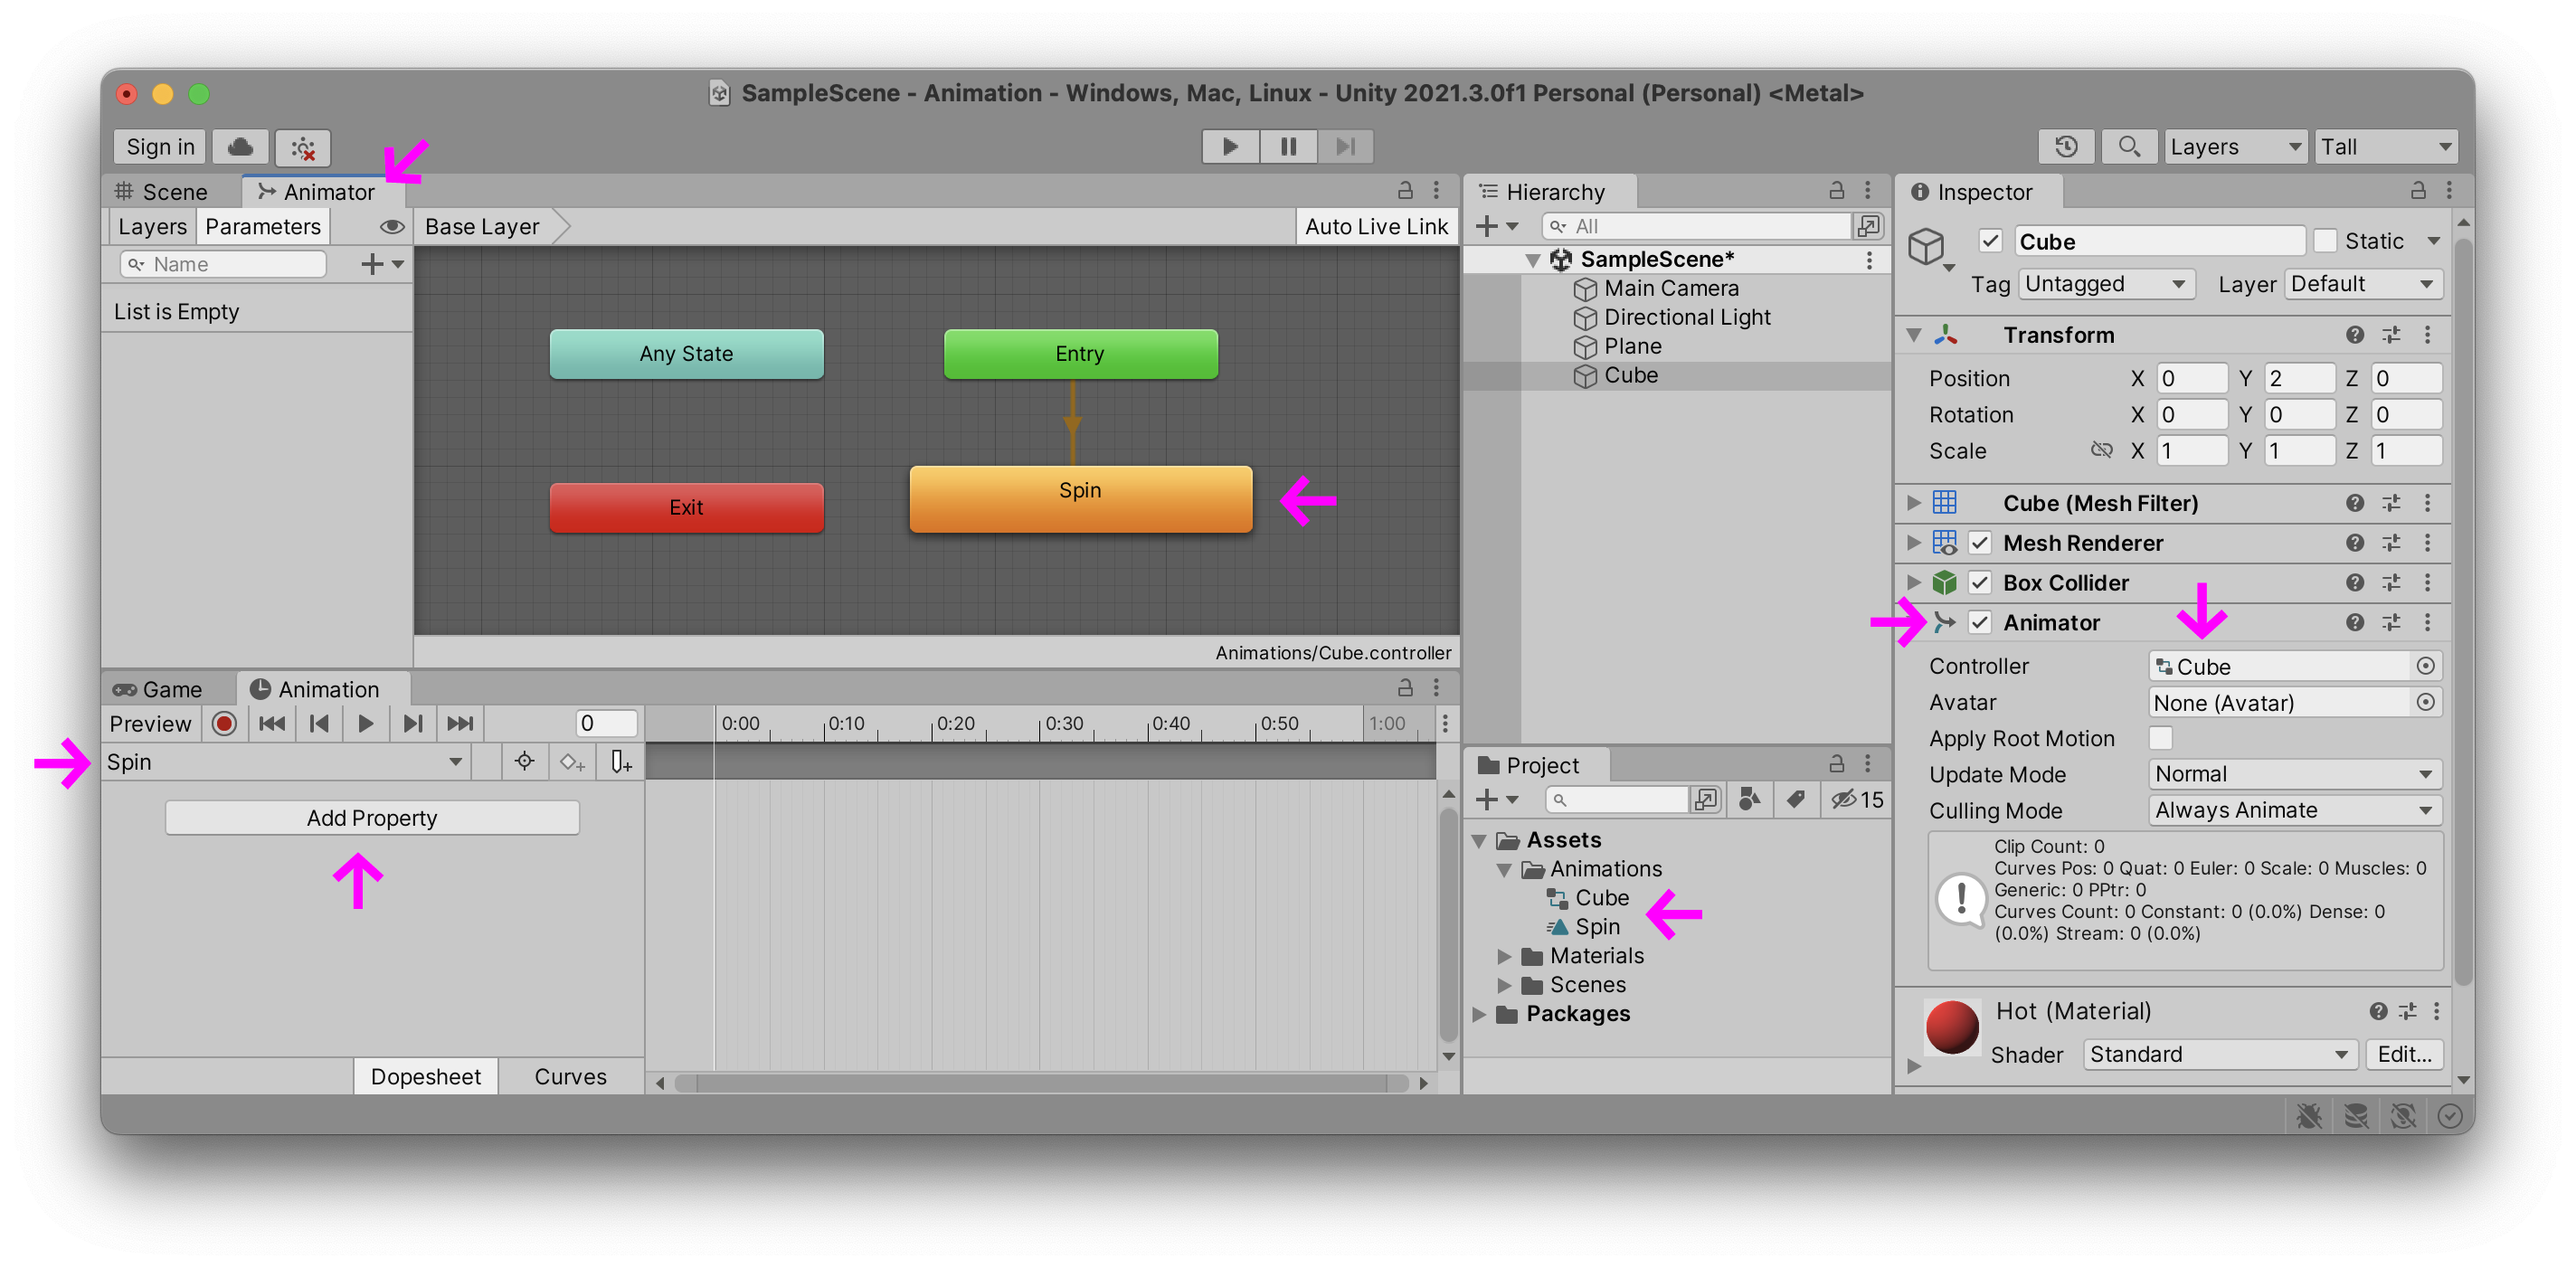 SampleScene - Animation - Windows, Mac, Linux - Unity 2021.3.0f1 Personal (Personal) <Metal>
Sign in
Layers
Tall
Scene
Animator
Layers
Parameters
Base Layer
Auto Live Link
Name
List is Empty
Any State
Entry
Exit
Spin
Animations/Cube.controller
Game
Animation
Preview
0
0:00
0:10
0:20
0:30
0:40
0:50
1:00
Spin
Add Property
Dopesheet
Curves
Hierarchy
All
SampleScene*
Main Camera
Directional Light
Plane
Cube
Project
15
Assets
Animations
Cube
Spin
Materials
Scenes
Packages
Inspector
Cube
Static
Tag Untagged Layer Default
Transform
Position X 0 Y 2 Z 0
Rotation X 0 Y 0 Z 0
Scale X 1 Y 1 Z 1
Cube (Mesh Filter)
Mesh Renderer
Box Collider
Animator
Controller Cube
Avatar None (Avatar)
Apply Root Motion
Update Mode Normal
Culling Mode Always Animate
Clip Count: 0
Curves Pos: 0 Quat: 0 Euler: 0 Scale: 0 Muscles: 0
Generic: 0 PPtr: 0
Curves Count: 0 Constant: 0 (0.0%) Dense: 0
(0.0%) Stream: 0 (0.0%)
Hot (Material)
Shader Standard Edit...